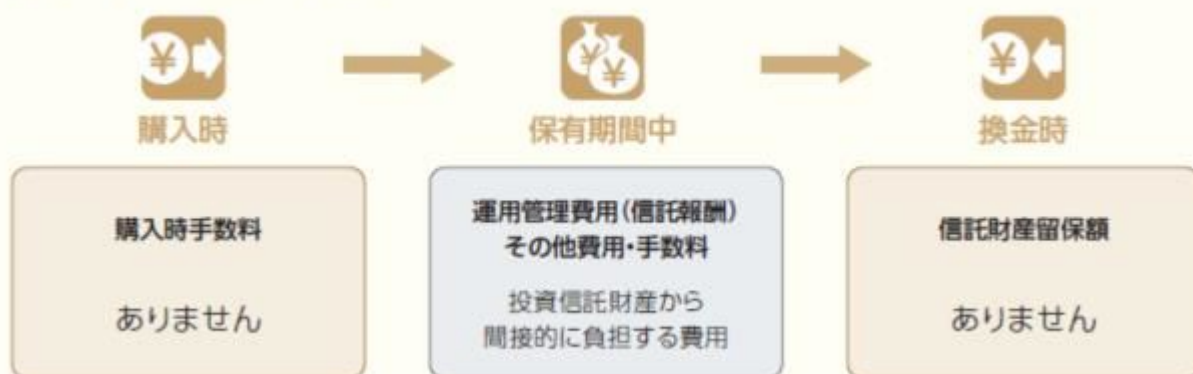 購入時
保有期間中
換金時
購入時手数料
ありません
運用管理費用(信託報酬)
その他費用・手数料
投資信託財産から
間接的に負担する費用
信託財産留保額
ありません